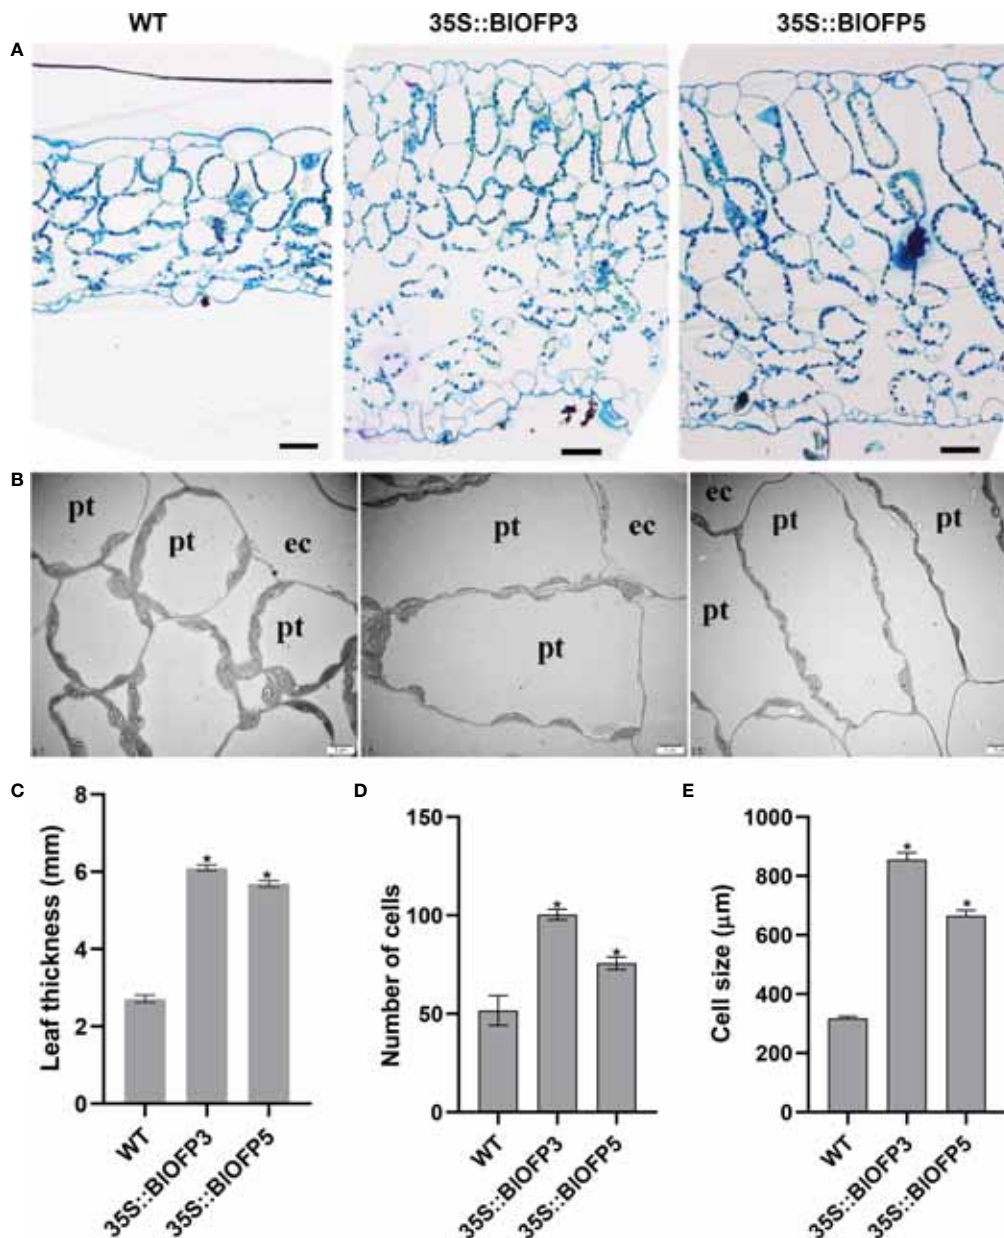 WT 35S::BlOFP3 35S::BlOFP5
A
B
pt pt ec pt
pt ec pt
ec pt pt pt
C
8
6
4
2
0
Leaf thickness (mm)
* *
WT 35S::BlOFP3 35S::BlOFP5
D
150
100
50
0
Number of cells
* *
WT 35S::BlOFP3 35S::BlOFP5
E
1000
800
600
400
200
0
Cell size (μm)
* *
WT 35S::BlOFP3 35S::BlOFP5